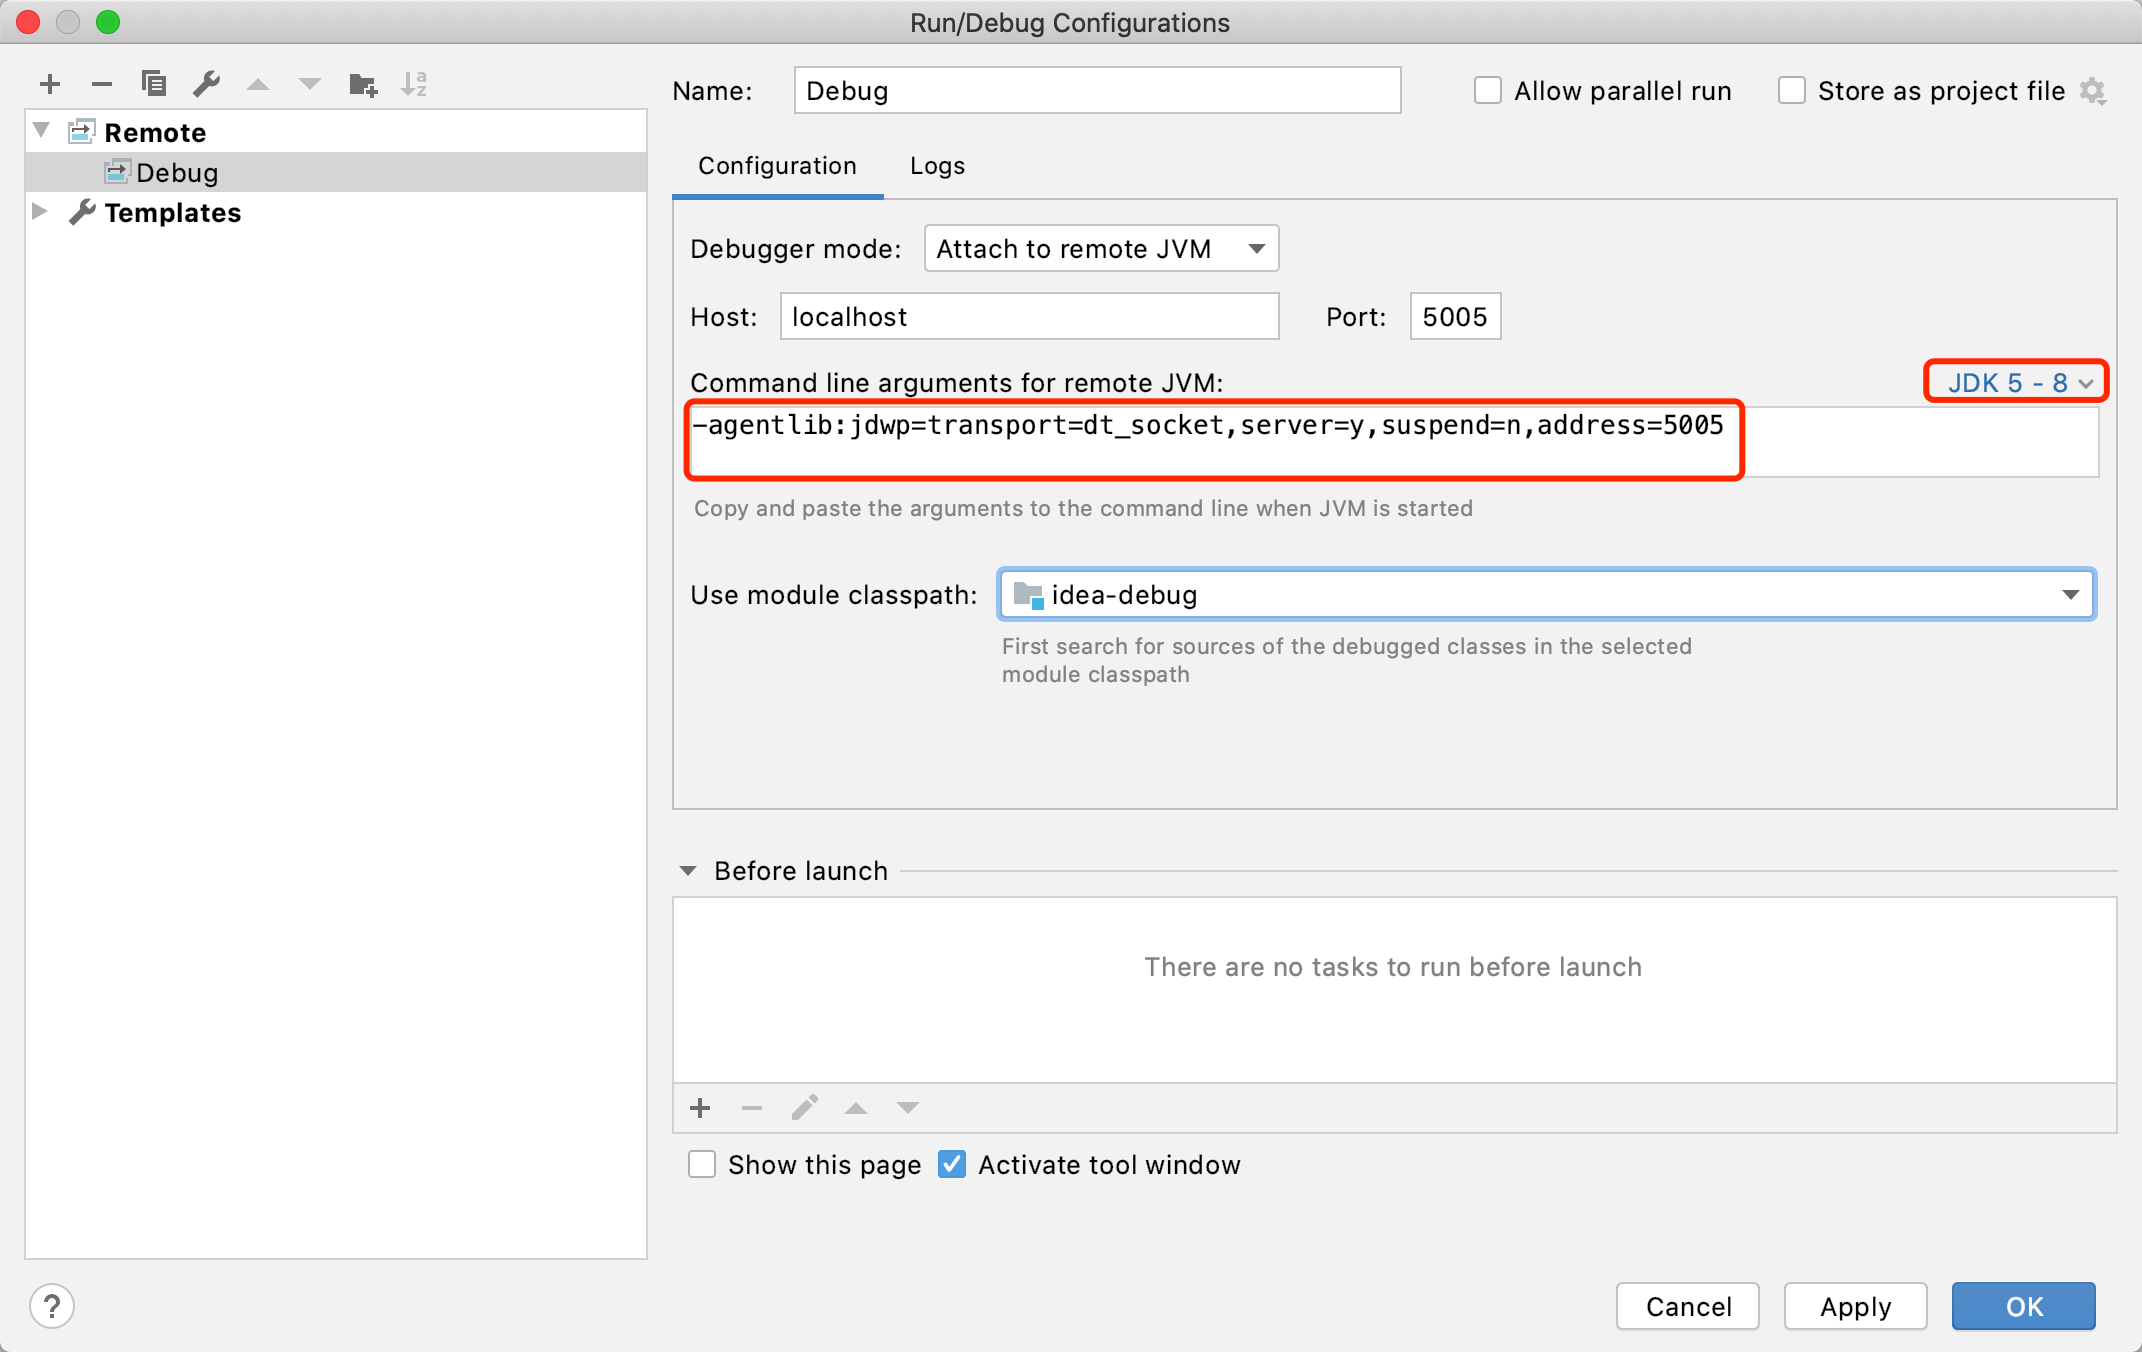 Run/Debug Configurations
Remote
Debug
Templates
Name: Debug
Allow parallel run
Store as project file
Configuration
Logs
Debugger mode: Attach to remote JVM
Host: localhost
Port: 5005
Command line arguments for remote JVM:
JDK 5 - 8
-agentlib:jdwp=transport=dt_socket,server=y,suspend=n,address=5005
Copy and paste the arguments to the command line when JVM is started
Use module classpath: idea-debug
First search for sources of the debugged classes in the selected
module classpath
Before launch
There are no tasks to run before launch
Show this page
Activate tool window
?
Cancel
Apply
OK